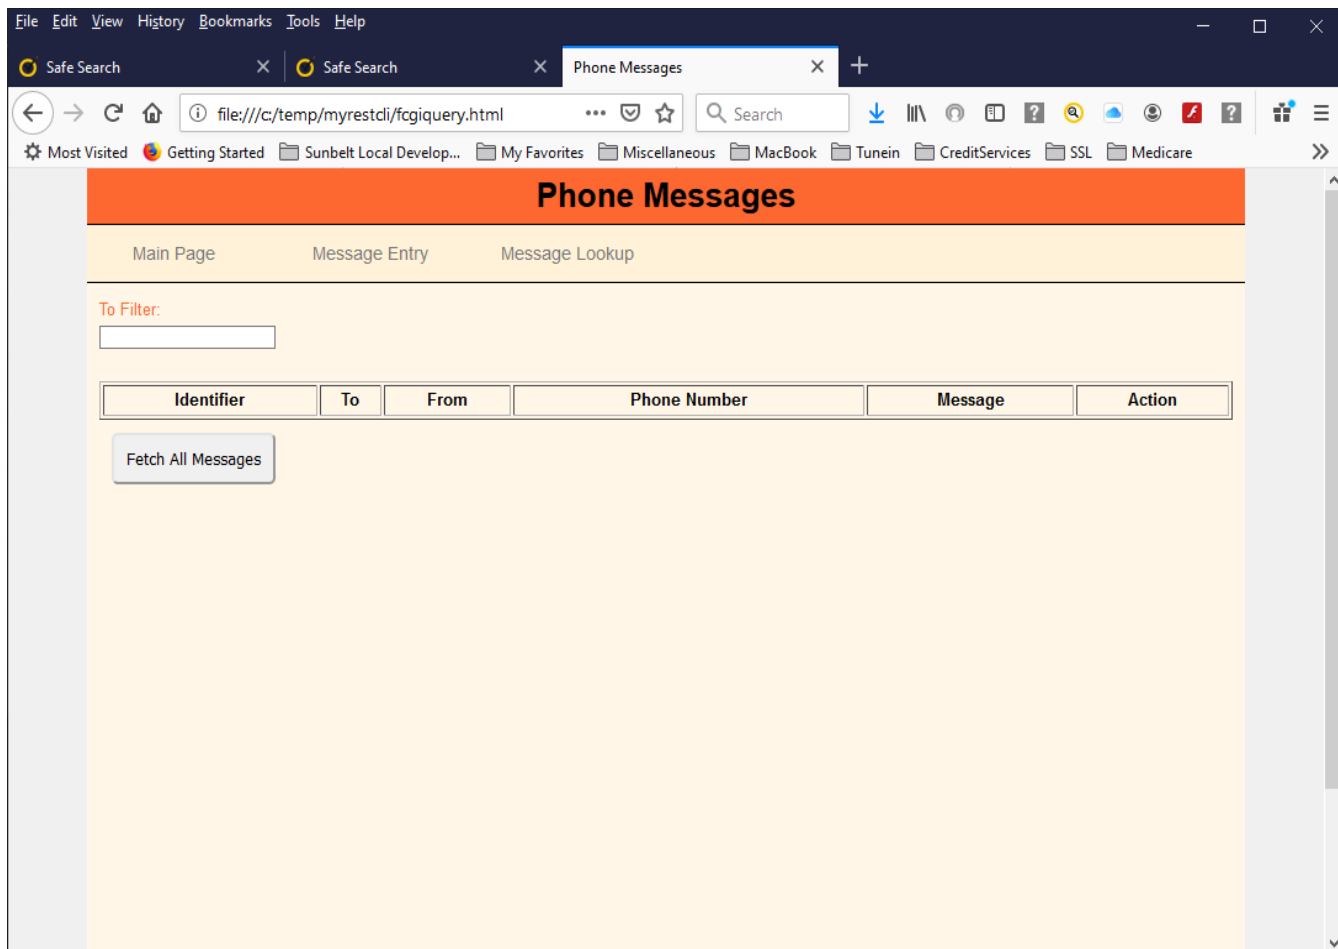 File Edit View History Bookmarks Tools Help
Safe Search Safe Search Phone Messages
file:///c:/temp/myrestcli/fcgiquery.html Search
Most Visited Getting Started Sunbelt Local Develop... My Favorites Miscellaneous MacBook Tunein CreditServices SSL Medicare
Phone Messages
Main Page Message Entry Message Lookup
To Filter:
Identifier To From Phone Number Message Action
Fetch All Messages